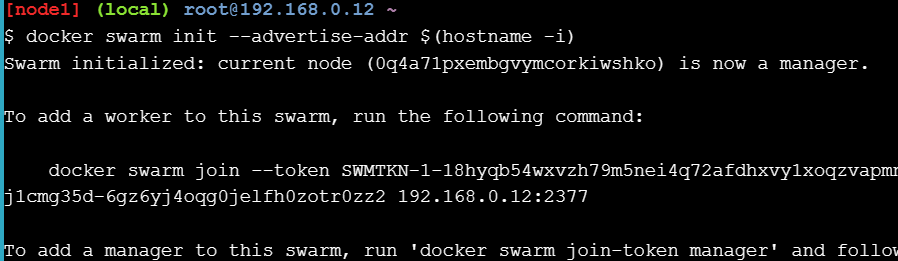 [node1] (local) root@192.168.0.12 ~
$ docker swarm init --advertise-addr $(hostname -i)
Swarm initialized: current node (0q4a71pxembgvymcorkiwshko) is now a manager.
To add a worker to this swarm, run the following command:
docker swarm join --token SWMTKN-1-18hyqb54wxvzh79m5nei4q72afdhxvy1xoqzvapmr
j1cmg35d-6gz6yj4oqg0jelfh0zotr0zz2 192.168.0.12:2377
To add a manager to this swarm, run 'docker swarm join-token manager' and follow